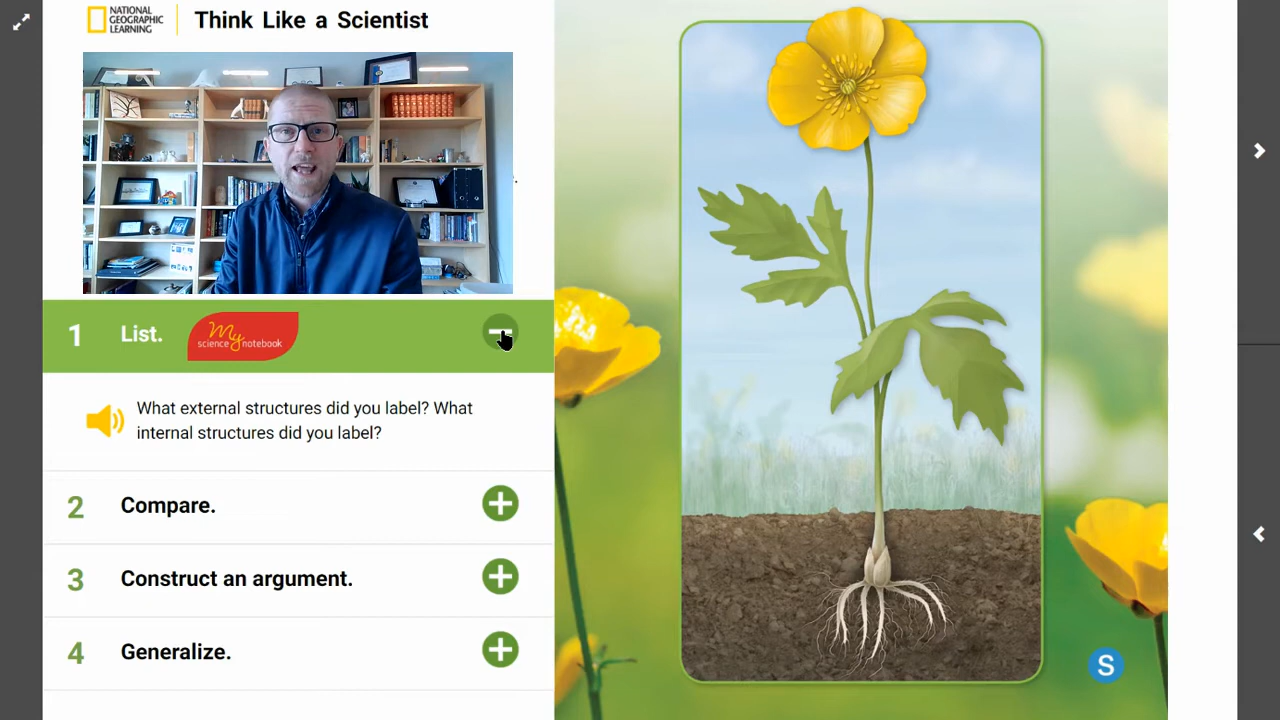 NATIONAL
GEOGRAPHIC
LEARNING
Think Like a Scientist
1 List.
My
science notebook
What external structures did you label? What
internal structures did you label?
2 Compare.
3 Construct an argument.
4 Generalize.
S